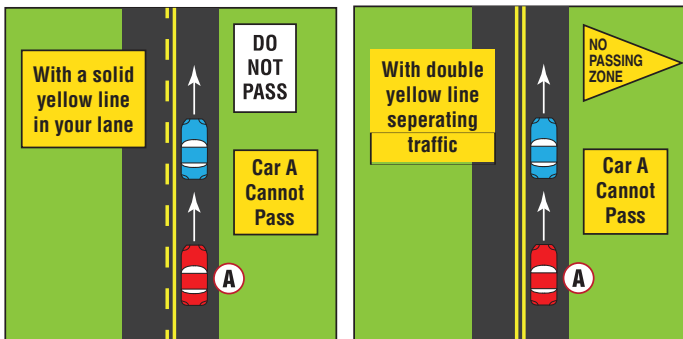 With a solid
yellow line
in your lane
DO
NOT
PASS
Car A
Cannot
Pass
A
With double
yellow line
seperating
traffic
NO
PASSING
ZONE
Car A
Cannot
Pass
A